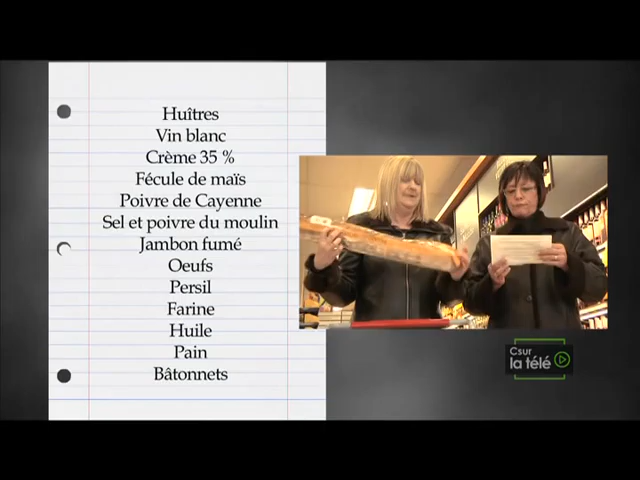 Huîtres
Vin blanc
Crème 35 %
Fécule de maïs
Poivre de Cayenne
Sel et poivre du moulin
Jambon fumé
Oeufs
Persil
Farine
Huile
Pain
Bâtonnets
Csur
la télé